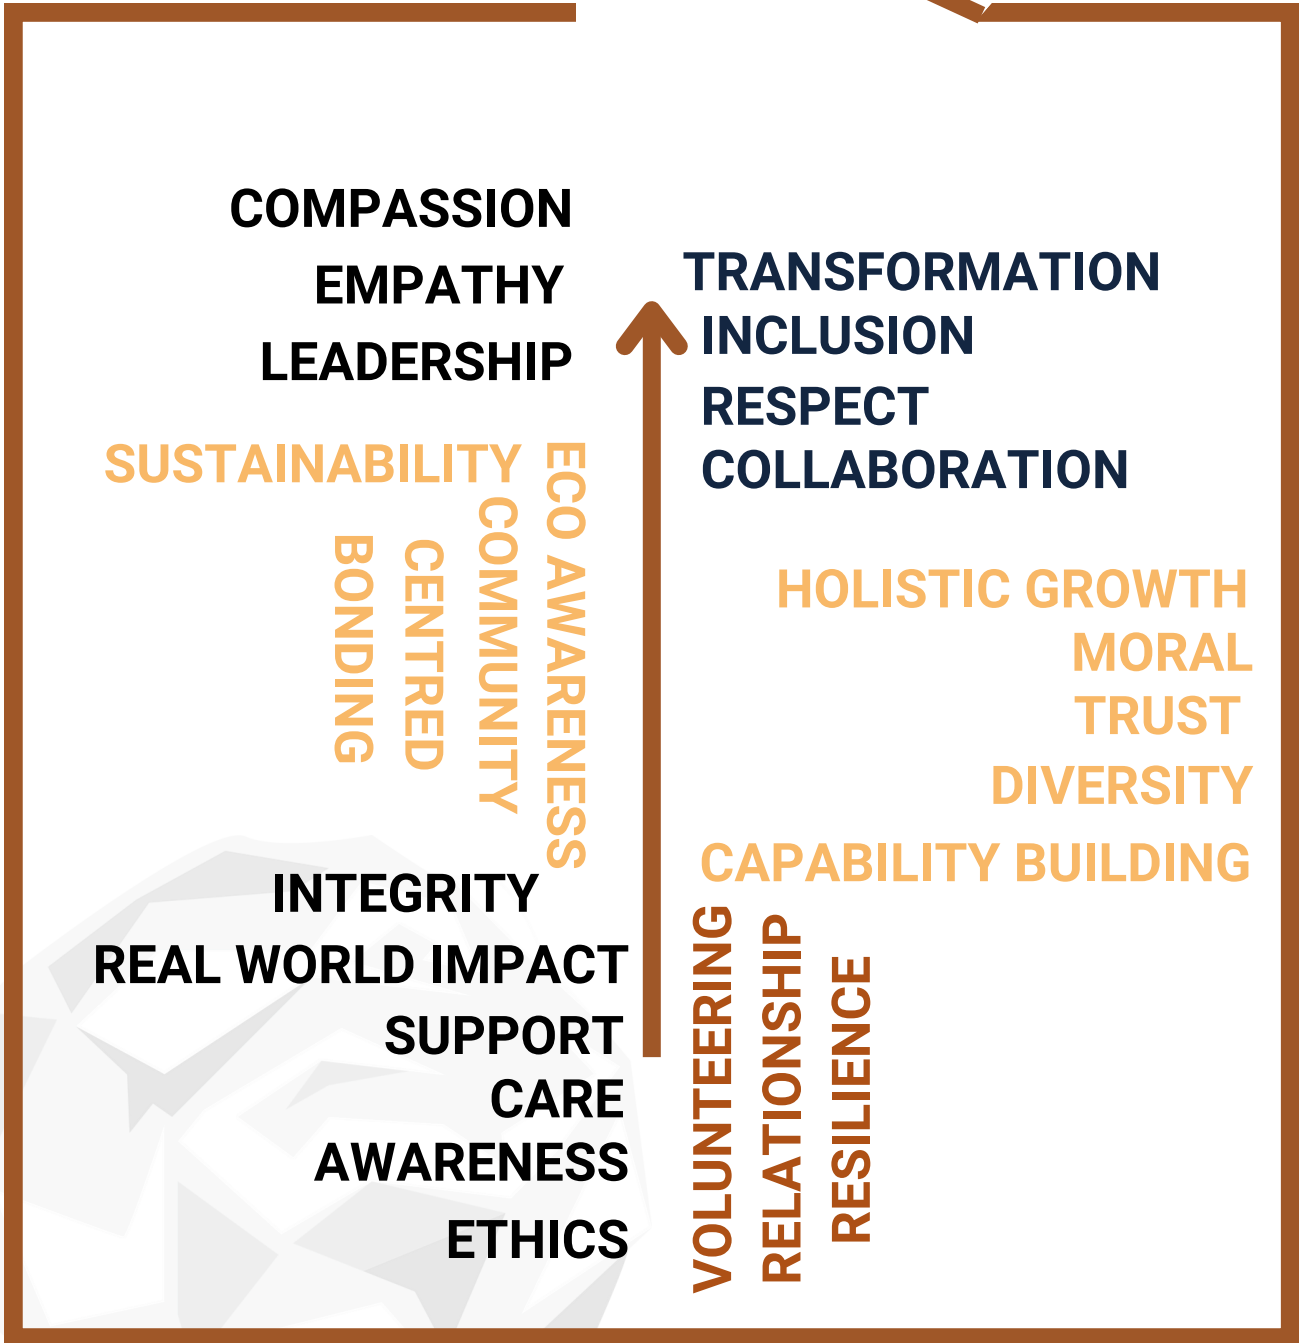 COMPASSION
EMPATHY
LEADERSHIP
SUSTAINABILITY
ECO AWARENESS
COMMUNITY
CENTRED
BONDING
INTEGRITY
REAL WORLD IMPACT
SUPPORT
CARE
AWARENESS
ETHICS
TRANSFORMATION
INCLUSION
RESPECT
COLLABORATION
HOLISTIC GROWTH
MORAL
TRUST
DIVERSITY
CAPABILITY BUILDING
VOLUNTEERING
RELATIONSHIP
RESILIENCE